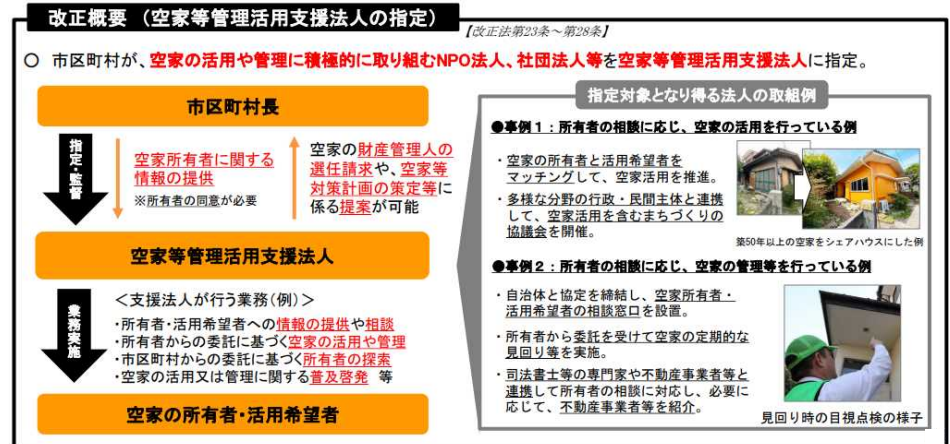 改正概要 （空家等管理活用支援法人の指定）
【改正法第23条～第28条】
○ 市区町村が、空家の活用や管理に積極的に取り組むNPO法人、社団法人等を空家等管理活用支援法人に指定。
市区町村長
指定・監督
空家所有者に関する
情報の提供
※所有者の同意が必要
空家の財産管理人の
選任請求や、空家等
対策計画の策定等に
係る提案が可能
空家等管理活用支援法人
業務実施
＜支援法人が行う業務（例）＞
・所有者・活用希望者への情報の提供や相談
・所有者からの委託に基づく空家の活用や管理
・市区町村からの委託に基づく所有者の探索
・空家の活用又は管理に関する普及啓発 等
空家の所有者・活用希望者
指定対象となり得る法人の取組例
●事例１：所有者の相談に応じ、空家の活用を行っている例
・空家の所有者と活用希望者を
マッチングして、空家活用を推進。
・多様な分野の行政・民間主体と連携
して、空家活用を含むまちづくりの
協議会を開催。
築50年以上の空家をシェアハウスにした例
●事例２：所有者の相談に応じ、空家の管理等を行っている例
・自治体と協定を締結し、空家所有者・
活用希望者の相談窓口を設置。
・所有者から委託を受けて空家の定期的な
見回り等を実施。
・司法書士等の専門家や不動産事業者等と
連携して所有者の相談に対応し、必要に
応じて、不動産事業者等を紹介。
見回り時の目視点検の様子